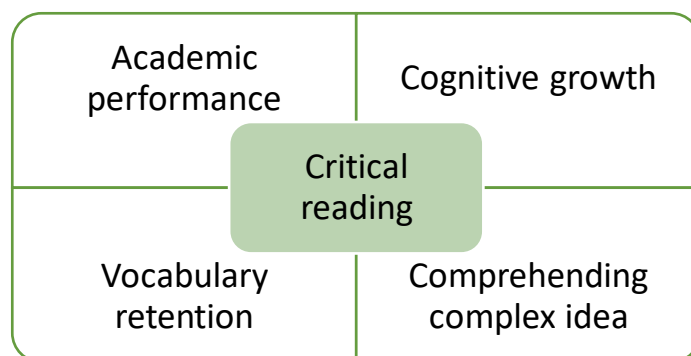 Academic
performance
Cognitive growth
Critical
reading
Vocabulary
retention
Comprehending
complex idea